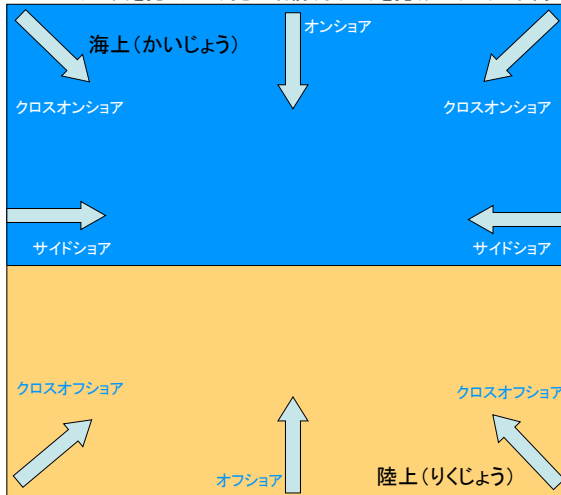 海上(かいじょう)
オンショア
クロスオンショア
クロスオンショア
サイドショア
サイドショア
クロスオフショア
クロスオフショア
オフショア
陸上(りくじょう)